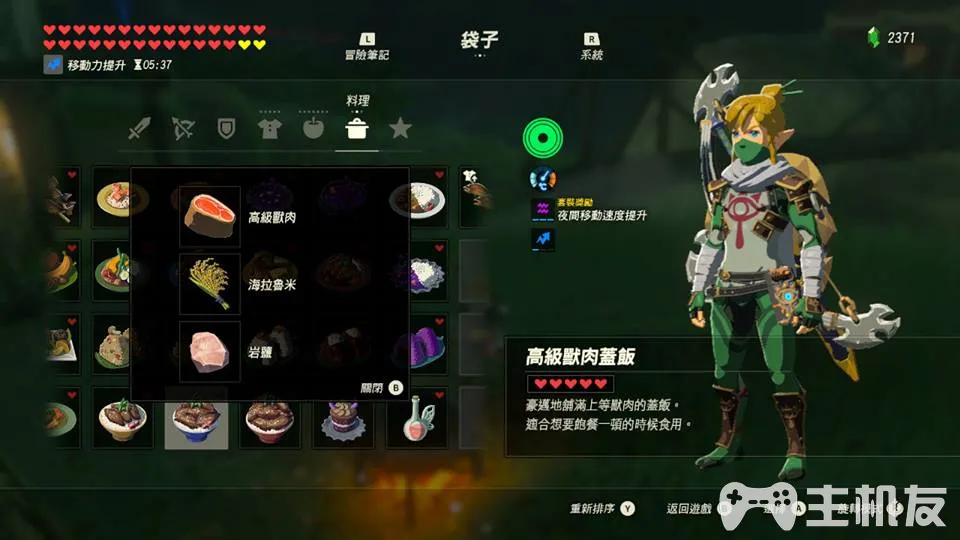 L
冒險筆記
袋子
R
系統
2371
移動力提升 05:37
料理
高級獸肉
海拉魯米
岩鹽
關閉 B
套裝獎勵
夜間移動速度提升
高級獸肉蓋飯
豪邁地舖滿上等獸肉的蓋飯。
適合想要飽餐一頓的時候食用。
重新排序 Y
返回遊戲
選擇 A
主机友